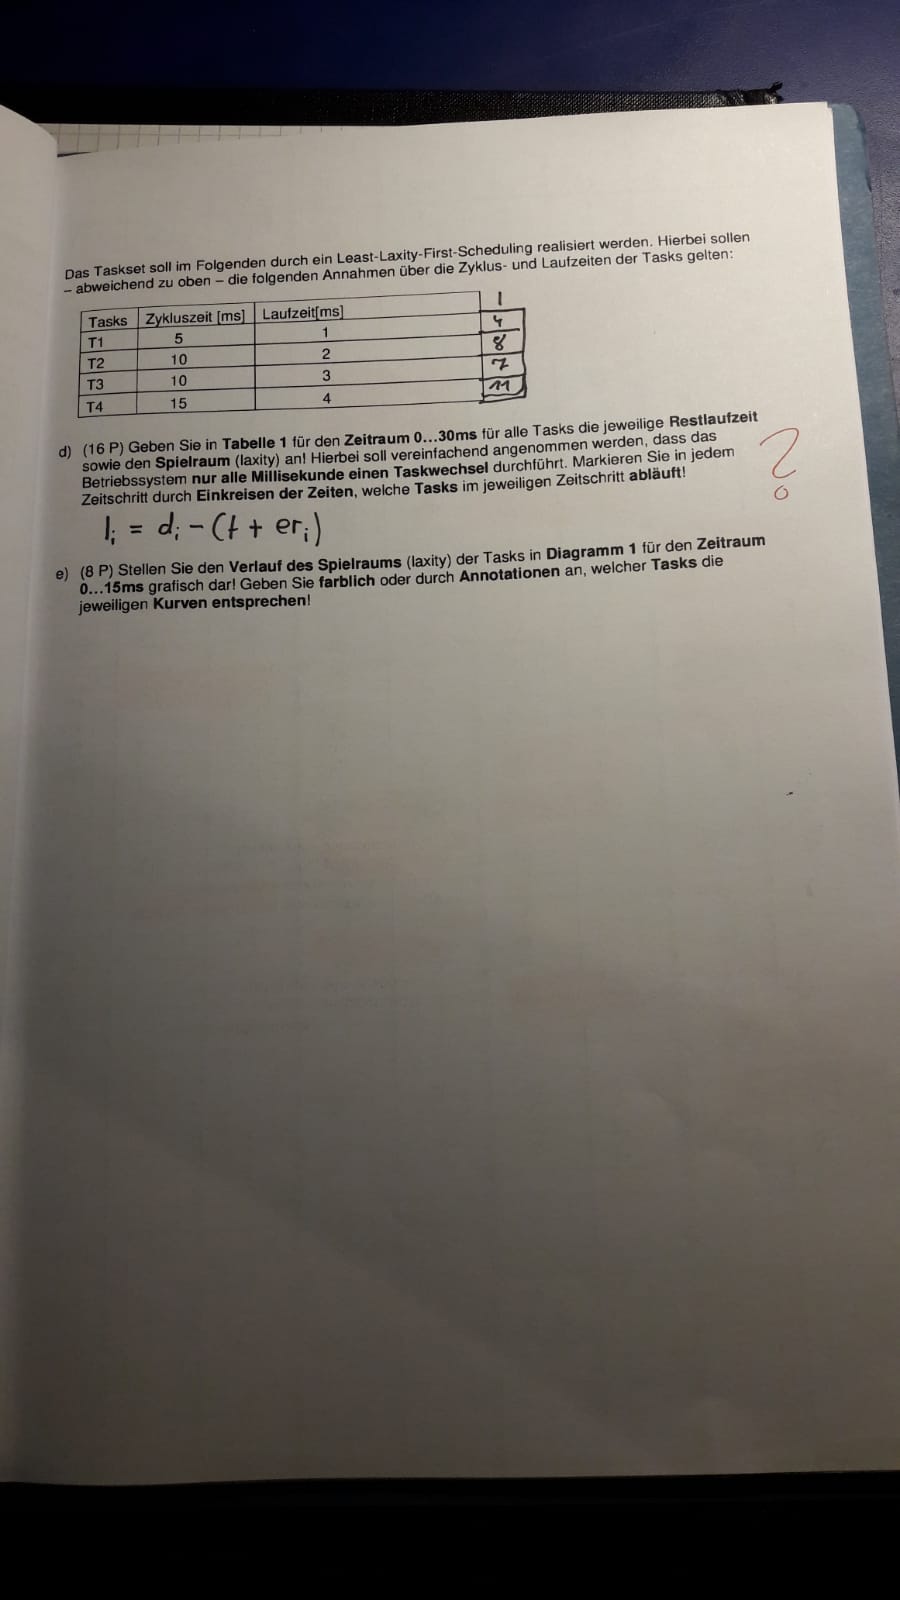 Das Taskset soll im Folgenden durch ein Least-Laxity-First-Scheduling realisiert werden. Hierbei sollen
– abweichend zu oben – die folgenden Annahmen über die Zyklus- und Laufzeiten der Tasks gelten:
Tasks Zykluszeit [ms] Laufzeit[ms] l
T1 5 1 4
T2 10 2 8
T3 10 3 7
T4 15 4 11
d) (16 P) Geben Sie in Tabelle 1 für den Zeitraum 0...30ms für alle Tasks die jeweilige Restlaufzeit
sowie den Spielraum (laxity) an! Hierbei soll vereinfachend angenommen werden, dass das
Betriebssystem nur alle Millisekunde einen Taskwechsel durchführt. Markieren Sie in jedem
Zeitschritt durch Einkreisen der Zeiten, welche Tasks im jeweiligen Zeitschritt abläuft!
?
li = di - (t + eri)
e) (8 P) Stellen Sie den Verlauf des Spielraums (laxity) der Tasks in Diagramm 1 für den Zeitraum
0...15ms grafisch dar! Geben Sie farblich oder durch Annotationen an, welcher Tasks die
jeweiligen Kurven entsprechen!